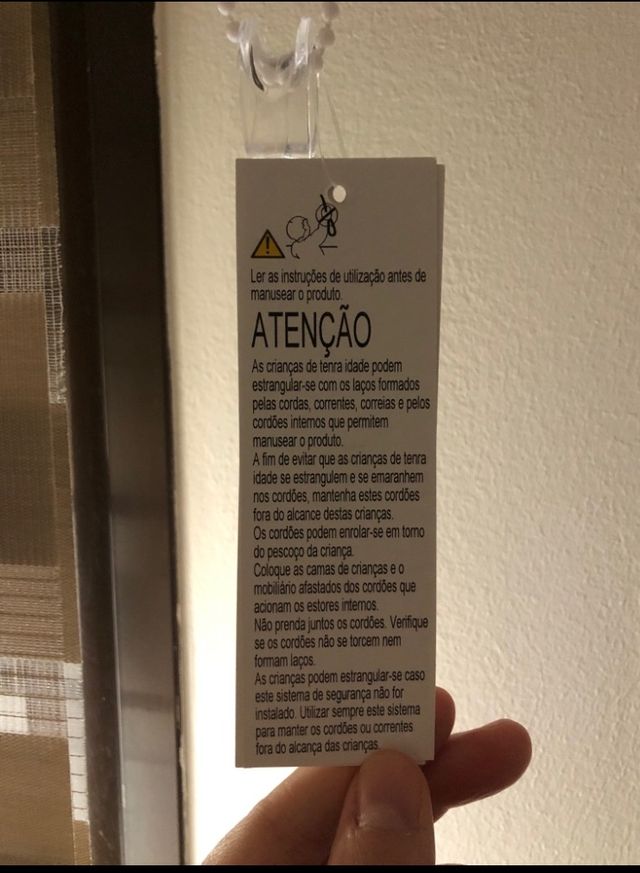 Ler as instruções de utilização antes de
manusear o produto.
ATENÇÃO
As crianças de tenra idade podem
estrangular-se com os laços formados
pelas cordas, correntes, correias e pelos
cordões internos que permitem
manusear o produto.
A fim de evitar que as crianças de tenra
idade se estrangulem e se emaranhem
nos cordões, mantenha estes cordões
fora do alcance destas crianças.
Os cordões podem enrolar-se em torno
do pescoço da criança.
Coloque as camas de crianças e o
mobiliário afastados dos cordões que
acionam os estores internos.
Não prenda juntos os cordões. Verifique
se os cordões não se torcem nem
formam laços.
As crianças podem estrangular-se caso
este sistema de segurança não for
instalado. Utilizar sempre este sistema
para manter os cordões ou correntes
fora do alcança das crianças.